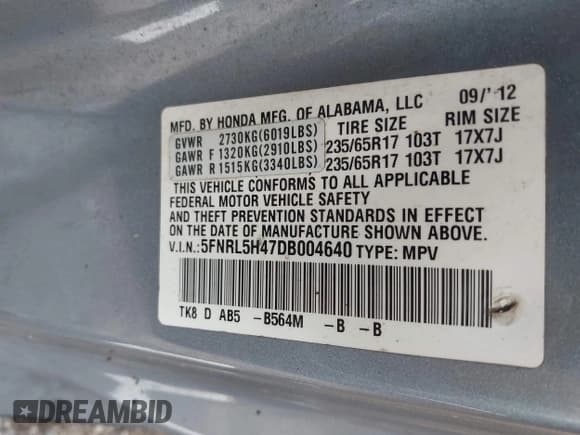 MFD. BY HONDA MFG. OF ALABAMA, LLC 09/'12
TIRE SIZE RIM SIZE
GVWR 2730KG(6019LBS)
GAWR F 1320KG(2910LBS) 235/65R17 103T 17X7J
GAWR R 1515KG(3340LBS) 235/65R17 103T 17X7J
THIS VEHICLE CONFORMS TO ALL APPLICABLE
FEDERAL MOTOR VEHICLE SAFETY
AND THEFT PREVENTION STANDARDS IN EFFECT
ON THE DATE OF MANUFACTURE SHOWN ABOVE.
V.I.N.:5FNRL5H47DB004640 TYPE: MPV
TK8 D AB5 -B564M -B -B
DREAMBID